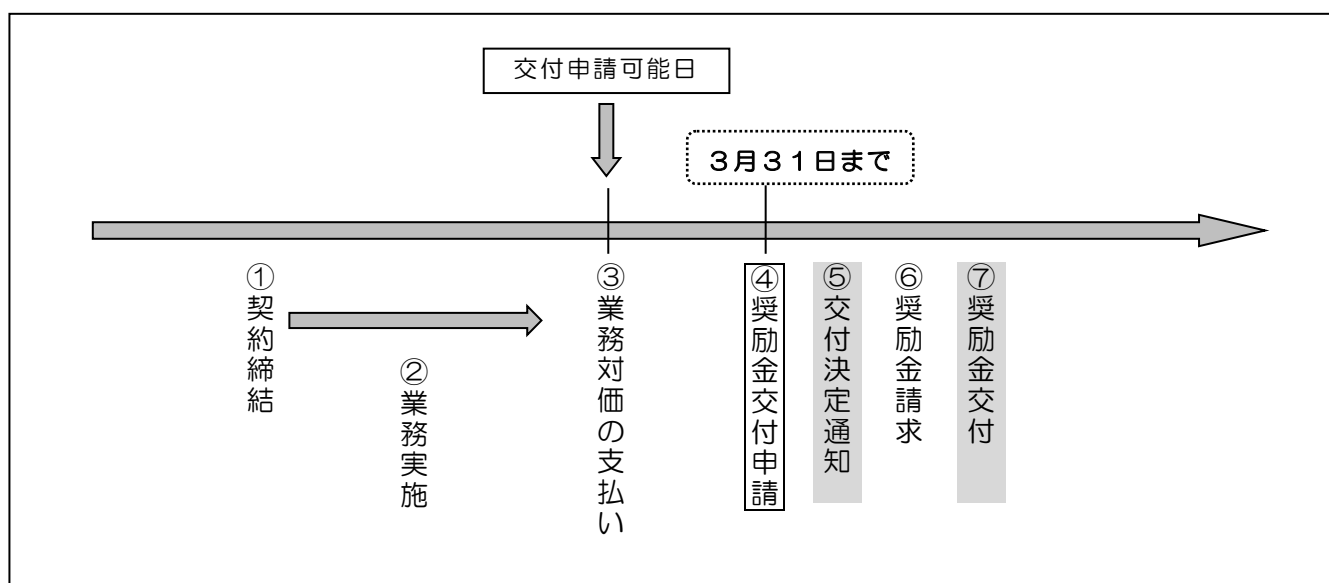 交付申請可能日
３月３１日まで
①契約締結
②業務実施
③業務対価の支払い
④奨励金交付申請
⑤交付決定通知
⑥奨励金請求
⑦奨励金交付